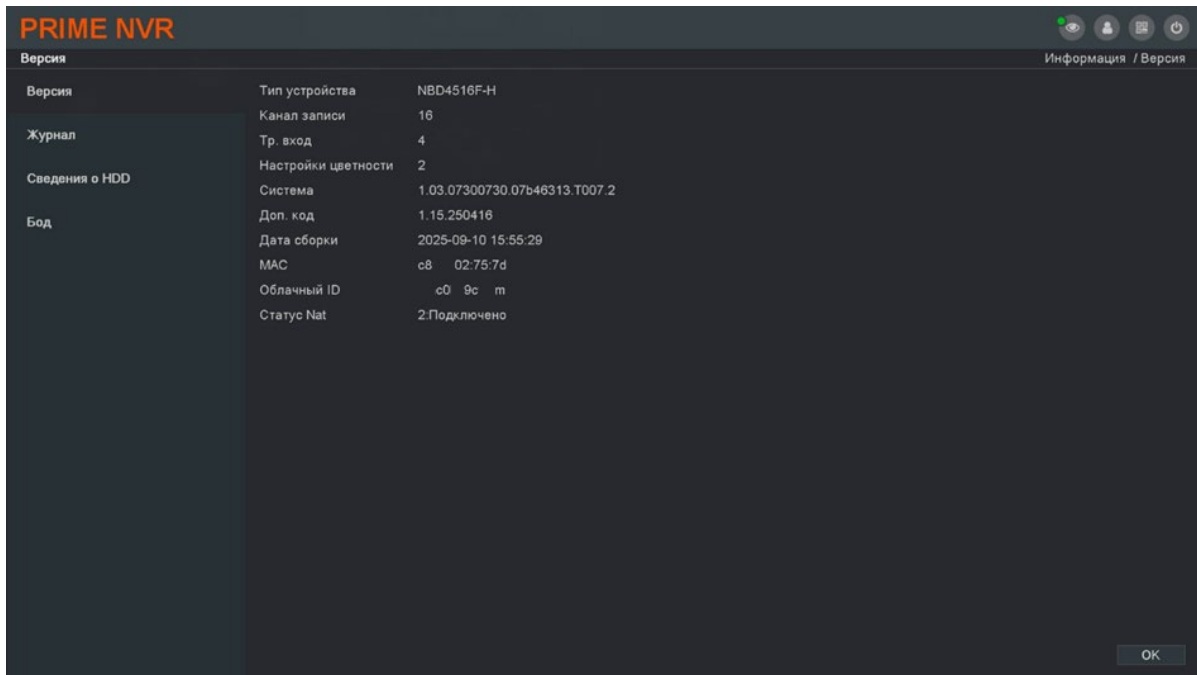 PRIME NVR
Версия
Информация / Версия
Версия
Журнал
Сведения о HDD
Бод
Тип устройства NBD4516F-H
Канал записи 16
Тр. вход 4
Настройки цветности 2
Система 1.03.07300730.07b46313.T007.2
Доп. код 1.15.250416
Дата сборки 2025-09-10 15:55:29
MAC c8 02:75:7d
Облачный ID c0 9c m
Статус Nat 2:Подключено
OK